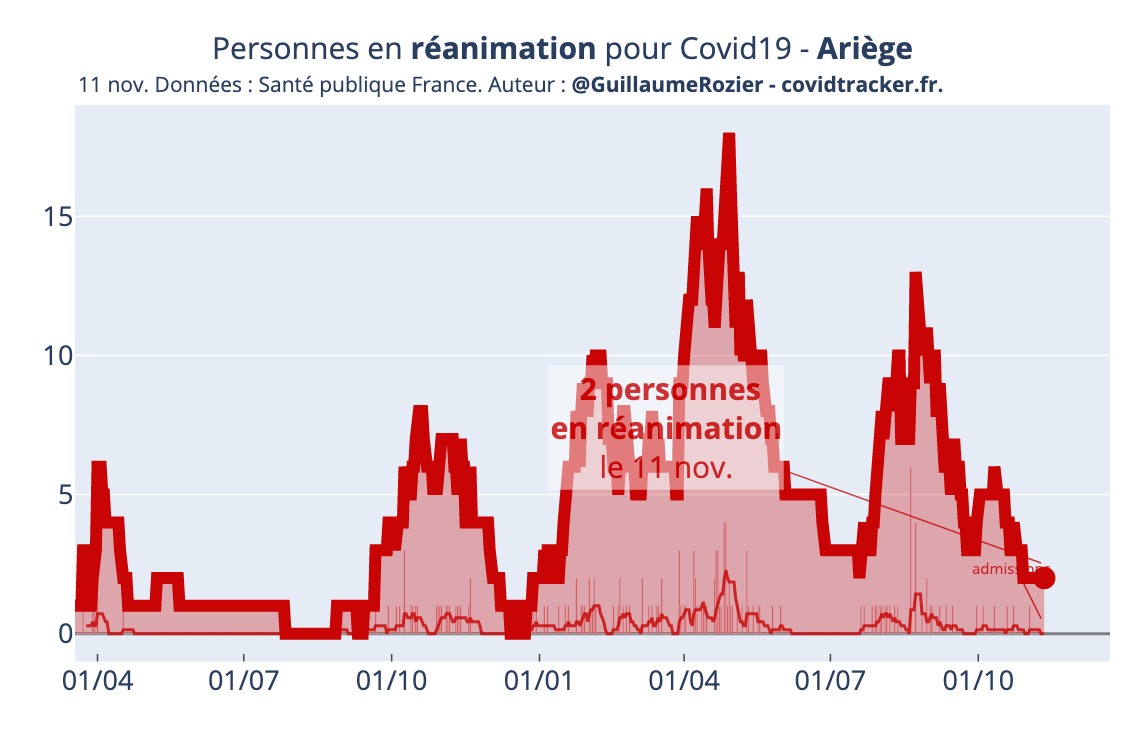 Personnes en réanimation pour Covid19 - Ariège
11 nov. Données : Santé publique France. Auteur : @GuillaumeRozier - covidtracker.fr.
15
10
5
0
2 personnes
en réanimation
le 11 nov.
admissions
01/04
01/07
01/10
01/01
01/04
01/07
01/10